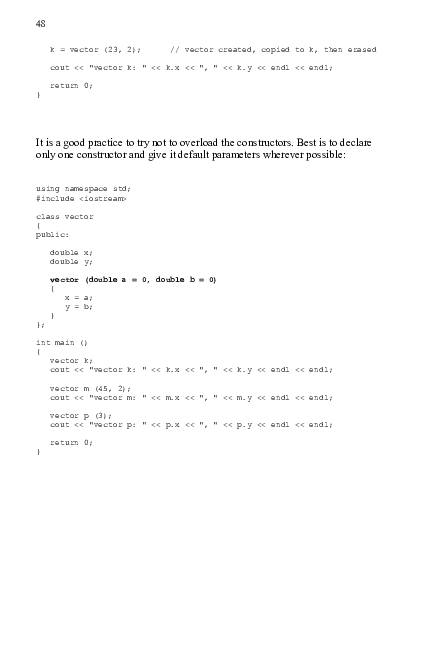 48
k = vector (23, 2);      // vector created, copied to k, then erased
cout << "vector k: " << k.x << ", " << k.y << endl << endl;
return 0;
}
It is a good practice to try not to overload the constructors. Best is to declare
only one constructor and give it default parameters wherever possible:
using namespace std;
#include <iostream>
class vector
{
public:
double x;
double y;
vector (double a = 0, double b = 0)
{
x = a;
y = b;
}
};
int main ()
{
vector k;
cout << "vector k: " << k.x << ", " << k.y << endl << endl;
vector m (45, 2);
cout << "vector m: " << m.x << ", " << m.y << endl << endl;
vector p (3);
cout << "vector p: " << p.x << ", " << p.y << endl << endl;
return 0;
}